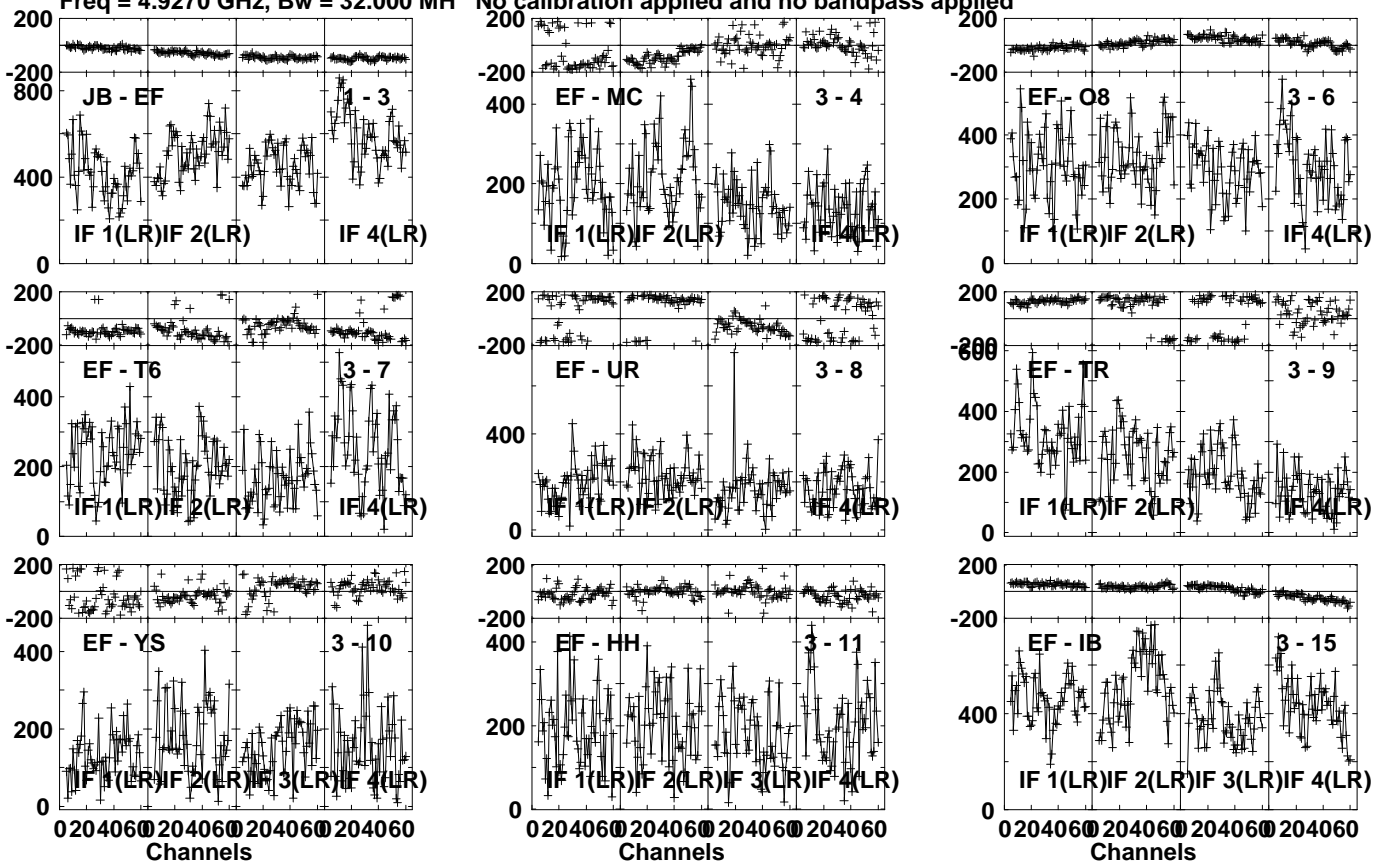 Freq = 4.9270 GHz, Bw = 32.000 MH No calibration applied and no bandpass applied
200 200 200
-200 -200 -200
800 JB - EF 1 - 3 400 EF - MC 3 - 4 600 EF - O8 3 - 6
400 200 400
200
IF 1(LR) IF 2(LR) IF 4(LR) IF 1(LR) IF 2(LR) IF 4(LR) IF 1(LR) IF 2(LR) IF 4(LR)
0 0 0
200 200 200
-200 -200 -200
600
EF - T6 3 - 7 EF - UR 3 - 8 EF - TR 3 - 9
400 400 400
200 200
IF 1(LR) IF 2(LR) IF 4(LR) IF 1(LR) IF 2(LR) IF 4(LR) IF 1(LR) IF 2(LR) IF 4(LR)
0 0 0
200 200 200
-200 -200 -200
EF - YS 3 - 10 EF - HH 3 - 11 EF - IB 3 - 15
400 400 400
200 200
IF 1(LR) IF 2(LR) IF 3(LR) IF 4(LR) IF 1(LR) IF 2(LR) IF 3(LR) IF 4(LR) IF 1(LR) IF 2(LR) IF 3(LR) IF 4(LR)
0 0 0
0 20 40 60 0 20 40 60 0 20 40 60 0 20 40 60 0 20 40 60 0 20 40 60 0 20 40 60 0 20 40 60 0 20 40 60 0 20 40 60 0 20 40 60 0 20 40 60
Channels Channels Channels